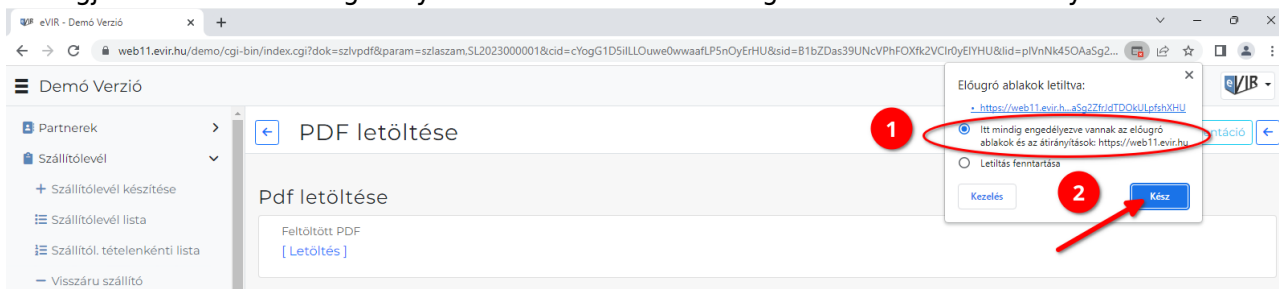 eVIR - Demó Verzió
web11.evir.hu/demo/cgi-bin/index.cgi?dok=szlvpdf&param=szlaszam.SL2023000001&cid=cYogG1D5ilLLOuwe0wwaafLP5nOyErHU&sid=B1bZDas39UNcVPhFOXfk2VClr0yEIYHU&lid=plVnNk45OAaSg2...
Demó Verzió
eVIR
Előugró ablakok letiltva:
• https://web11.evir.h...aSg2ZfrJdTDOkULpfshXHU
Itt mindig engedélyezve vannak az előugró
ablakok és az átirányítások: https://web11.evir.hu
Letiltás fenntartása
Kezelés
Kész
1
2
Partnerek
Szállítólevél
Szállítólevél készítése
Szállítólevél lista
Szállítól. tételenkénti lista
Visszáru szállító
PDF letöltése
Pdf letöltése
Feltöltött PDF
[ Letöltés ]